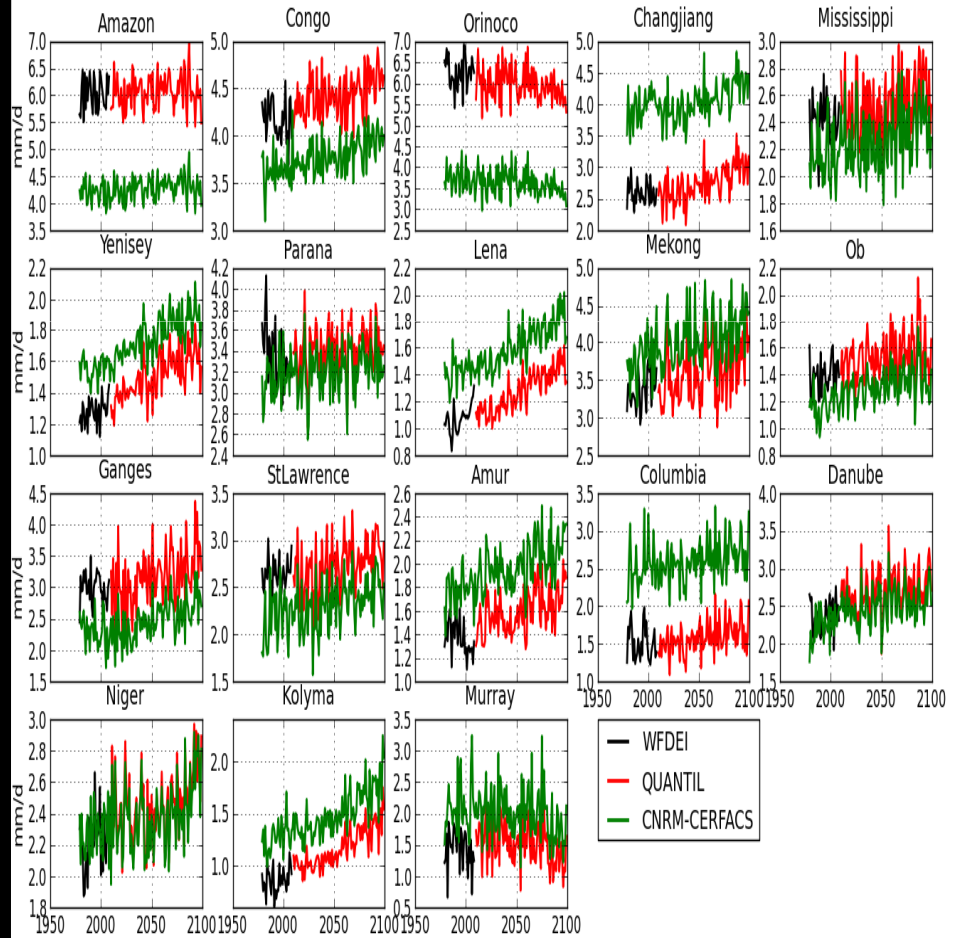 Amazon Congo Orinoco Changjiang Mississippi
7.0 6.5 6.0 5.5 5.0 4.5 4.0 3.5
mm/d
5.0 4.5 4.0 3.5 3.0
7.0 6.5 6.0 5.5 5.0 4.5 4.0 3.5 3.0 2.5
5.0 4.5 4.0 3.5 3.0 2.5 2.0
3.0 2.8 2.6 2.4 2.2 2.0 1.8 1.6
Yenisey Parana Lena Mekong Ob
2.2 2.0 1.8 1.6 1.4 1.2 1.0
mm/d
4.2 4.0 3.8 3.6 3.4 3.2 3.0 2.8 2.6 2.4
2.2 2.0 1.8 1.6 1.4 1.2 1.0 0.8
5.0 4.5 4.0 3.5 3.0 2.5
2.2 2.0 1.8 1.6 1.4 1.2 1.0 0.8
Ganges StLawrence Amur Columbia Danube
4.5 4.0 3.5 3.0 2.5 2.0 1.5
mm/d
3.5 3.0 2.5 2.0 1.5
2.6 2.4 2.2 2.0 1.8 1.6 1.4 1.2 1.0
3.5 3.0 2.5 2.0 1.5 1.0
4.0 3.5 3.0 2.5 2.0 1.5
1950 2000 2050 2100
1950 2000 2050 2100
Niger Kolyma Murray
3.0 2.8 2.6 2.4 2.2 2.0 1.8
mm/d
2.0 1.5 1.0
3.5 3.0 2.5 2.0 1.5 1.0 0.5
1950 2000 2050 2100
1950 2000 2050 2100
1950 2000 2050 2100
WFDEI
QUANTIL
CNRM-CERFACS